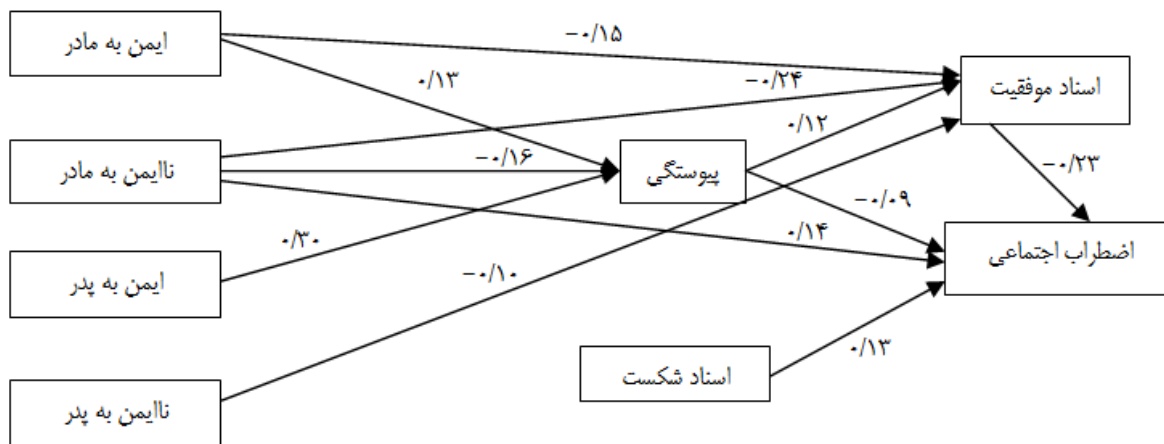 ایمن به مادر
-۰/۱۵
اسناد موفقیت
۰/۱۳
-۰/۲۴
۰/۱۲
ناایمن به مادر
-۰/۱۶
پیوستگی
-۰/۲۳
-۰/۰۹
۰/۱۴
اضطراب اجتماعی
ایمن به پدر
۰/۳۰
-۰/۱۰
اسناد شکست
۰/۱۳
ناایمن به پدر